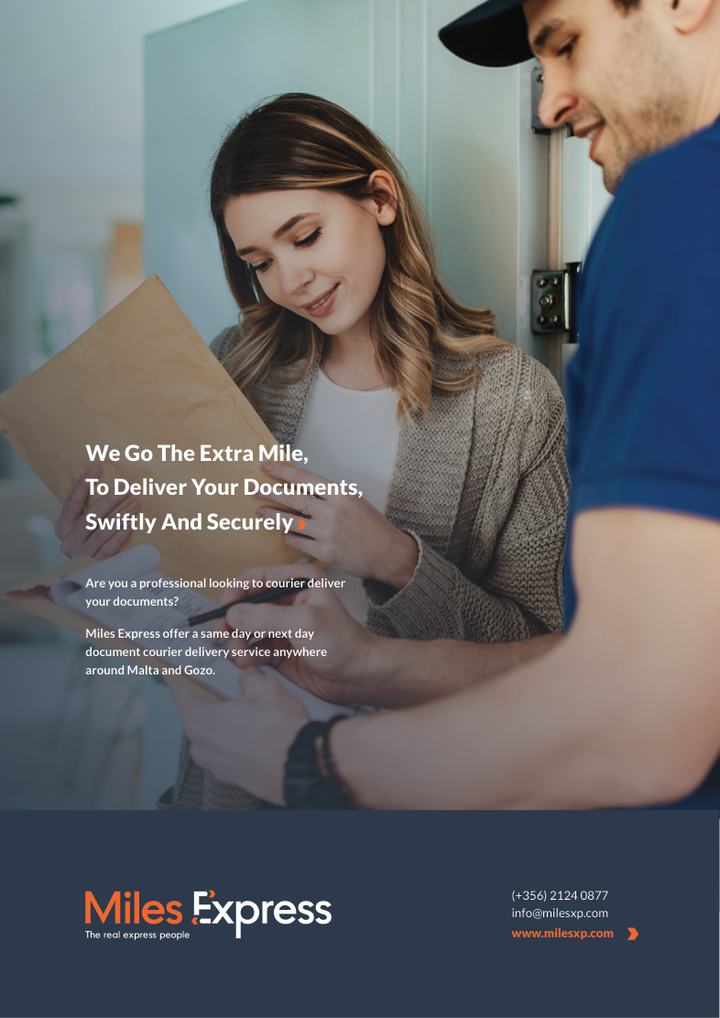 We Go The Extra Mile,
To Deliver Your Documents,
Swiftly And Securely
Are you a professional looking to courier deliver
your documents?
Miles Express offer a same day or next day
document courier delivery service anywhere
around Malta and Gozo.
Miles Express
The real express people
(+356) 2124 0877
info@milesxp.com
www.milesxp.com